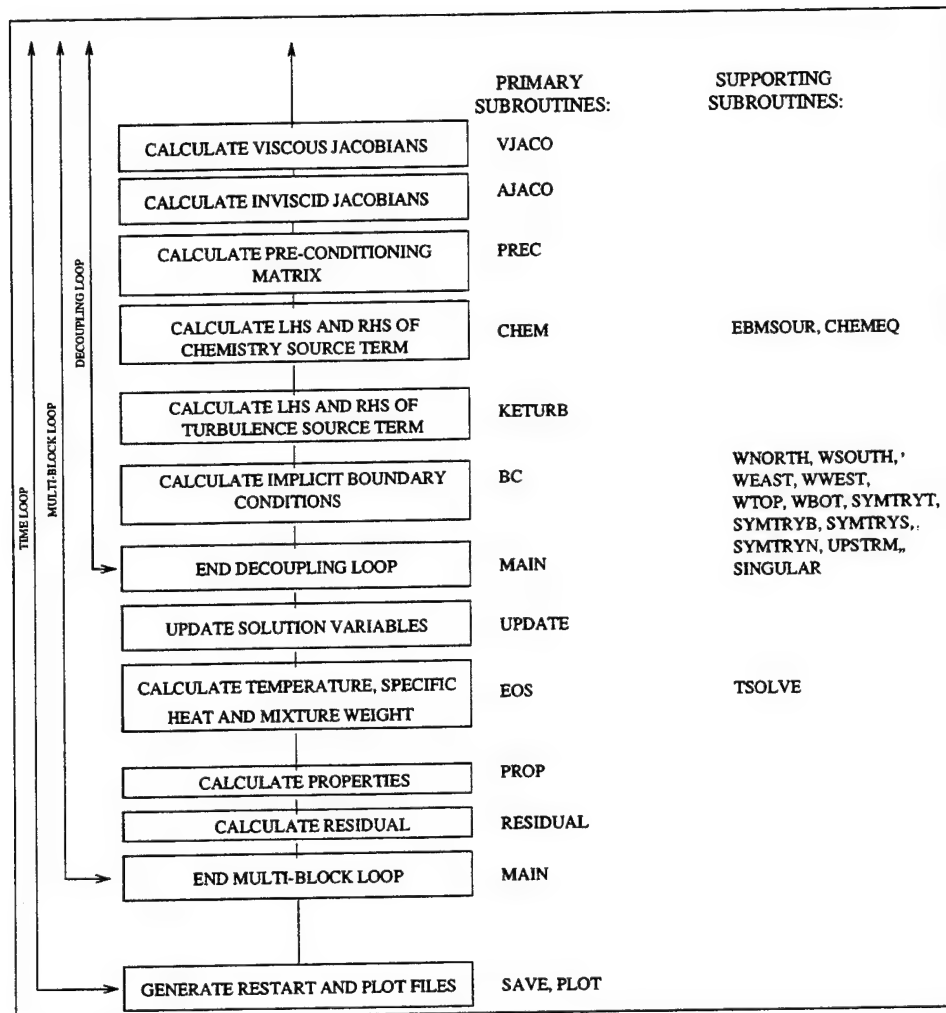 PRIMARY
SUBROUTINES:
SUPPORTING
SUBROUTINES:
CALCULATE VISCOUS JACOBIANS
VJACO
CALCULATE INVISCID JACOBIANS
AJACO
CALCULATE PRE-CONDITIONING
MATRIX
PREC
CALCULATE LHS AND RHS OF
CHEMISTRY SOURCE TERM
CHEM
EBMSOUR, CHEMEQ
CALCULATE LHS AND RHS OF
TURBULENCE SOURCE TERM
KETURB
CALCULATE IMPLICIT BOUNDARY
CONDITIONS
BC
WNORTH, WSOUTH,
WEAST, WWEST,
WTOP, WBOT, SYMTRYT,
SYMTRYB, SYMTRYS,
SYMTRYN, UPSTRM,,
SINGULAR
END DECOUPLING LOOP
MAIN
UPDATE SOLUTION VARIABLES
UPDATE
CALCULATE TEMPERATURE, SPECIFIC
HEAT AND MIXTURE WEIGHT
EOS
TSOLVE
CALCULATE PROPERTIES
PROP
CALCULATE RESIDUAL
RESIDUAL
END MULTI-BLOCK LOOP
MAIN
GENERATE RESTART AND PLOT FILES
SAVE, PLOT
TIME LOOP
MULTI-BLOCK LOOP
DECOUPLING LOOP